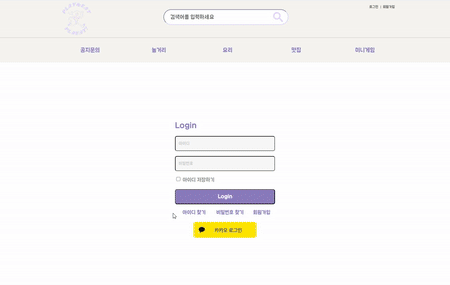 로그인 | 회원가입
검색어를 입력하세요
공지문의 놀거리 요리 맛집 미니게임
Login
아이디
비밀번호
아이디 저장하기
Login
아이디 찾기 비밀번호 찾기 회원가입
카카오 로그인